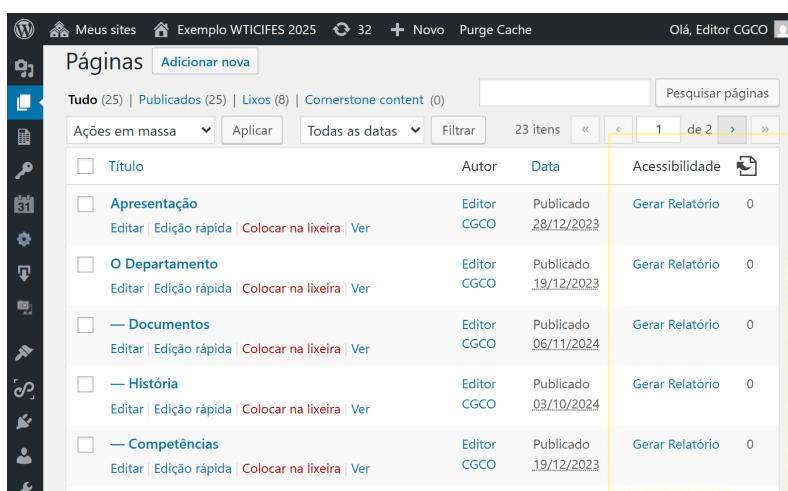 Meus sites Exemplo WTICIFES 2025 32 Novo Purge Cache Olá, Editor CGCO
Páginas Adicionar nova
Tudo (25) | Publicados (25) | Lixos (8) | Cornerstone content (0) Pesquisar páginas
Ações em massa Aplicar Todas as datas Filtrar 23 itens « ‹ 1 de 2 › »
Título Autor Data Acessibilidade
Apresentação Editor Publicado Gerar Relatório 0
Editar | Edição rápida | Colocar na lixeira | Ver CGCO 28/12/2023
O Departamento Editor Publicado Gerar Relatório 0
Editar | Edição rápida | Colocar na lixeira | Ver CGCO 19/12/2023
— Documentos Editor Publicado Gerar Relatório 0
Editar | Edição rápida | Colocar na lixeira | Ver CGCO 06/11/2024
— História Editor Publicado Gerar Relatório 0
Editar | Edição rápida | Colocar na lixeira | Ver CGCO 03/10/2024
— Competências Editor Publicado Gerar Relatório 0
Editar | Edição rápida | Colocar na lixeira | Ver CGCO 19/12/2023
31